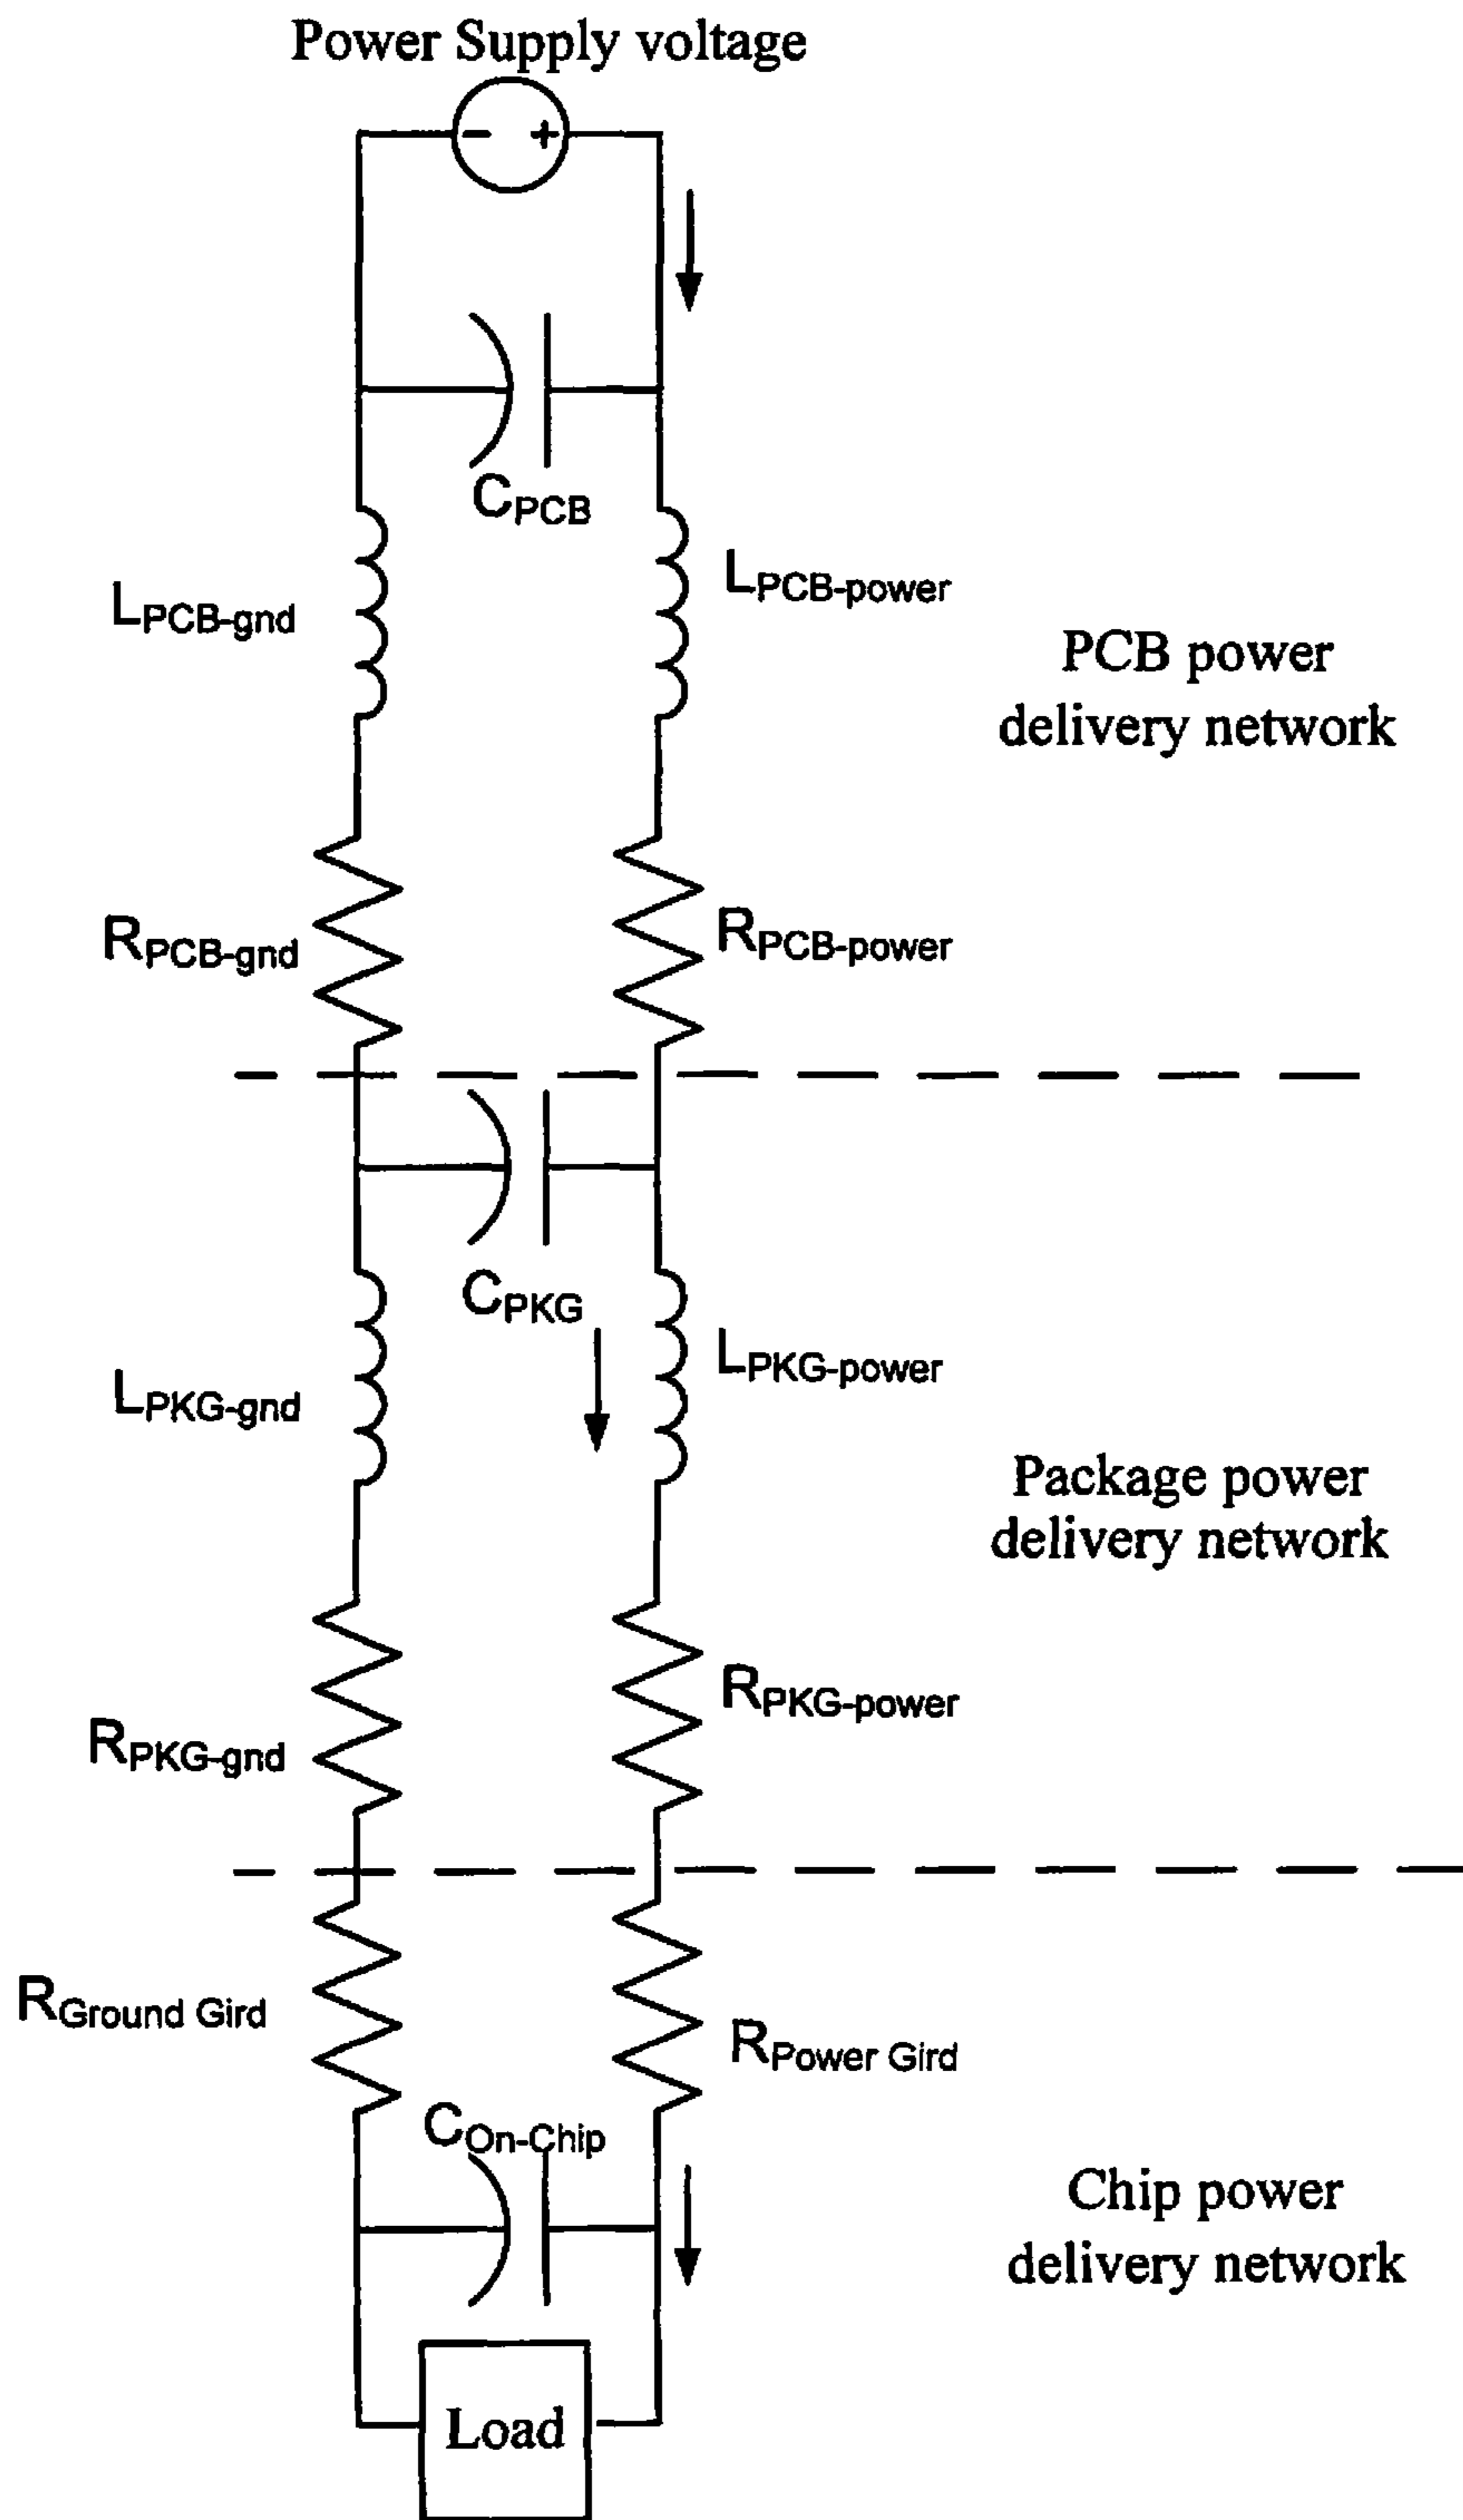 Power Supply voltage
- +
CPCB
LPCB-gnd
LPCB-power
PCB power
delivery network
RPCB-gnd
RPCB-power
CPKG
LPKG-gnd
LPKG-power
Package power
delivery network
RPKG-gnd
RPKG-power
RGround Gird
RPower Gird
COn-Chip
Chip power
delivery network
Load